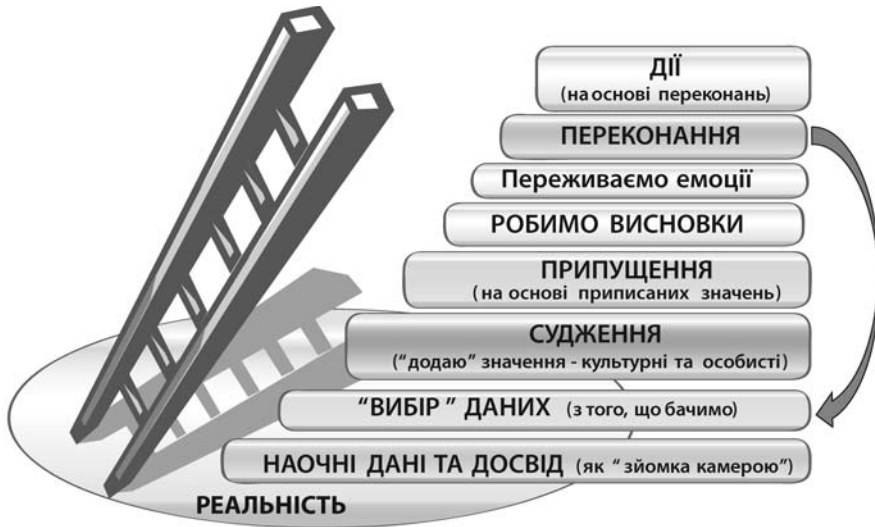 ДІЇ
(на основі переконань)
ПЕРЕКОНАННЯ
Переживаємо емоції
РОБИМО ВИСНОВКИ
ПРИПУЩЕННЯ
(на основі приписаних значень)
СУДЖЕННЯ
(“додаю” значення - культурні та особисті)
“ВИБІР” ДАНИХ (з того, що бачимо)
НАОЧНІ ДАНІ ТА ДОСВІД (як “зйомка камерою”)
РЕАЛЬНІСТЬ